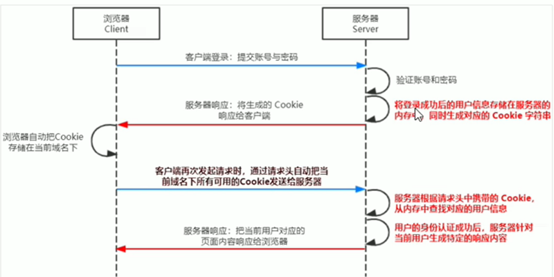 浏览器
Client
服务器
Server
客户端登录：提交账号与密码
验证账号和密码
服务器响应：将生成的 Cookie
响应给客户端
将登录成功后的用户信息存储在服务器的
内存中，同时生成对应的 Cookie 字符串
浏览器自动把Cookie
存储在当前域名下
客户端再次发起请求时，通过请求头自动把当
前域名下所有可用的Cookie发送给服务器
服务器根据请求头中携带的 Cookie，
从内存中查找对应的用户信息
服务器响应：把当前用户对应的
页面内容响应给浏览器
用户的身份认证成功后，服务器针对
当前用户生成特定的响应内容